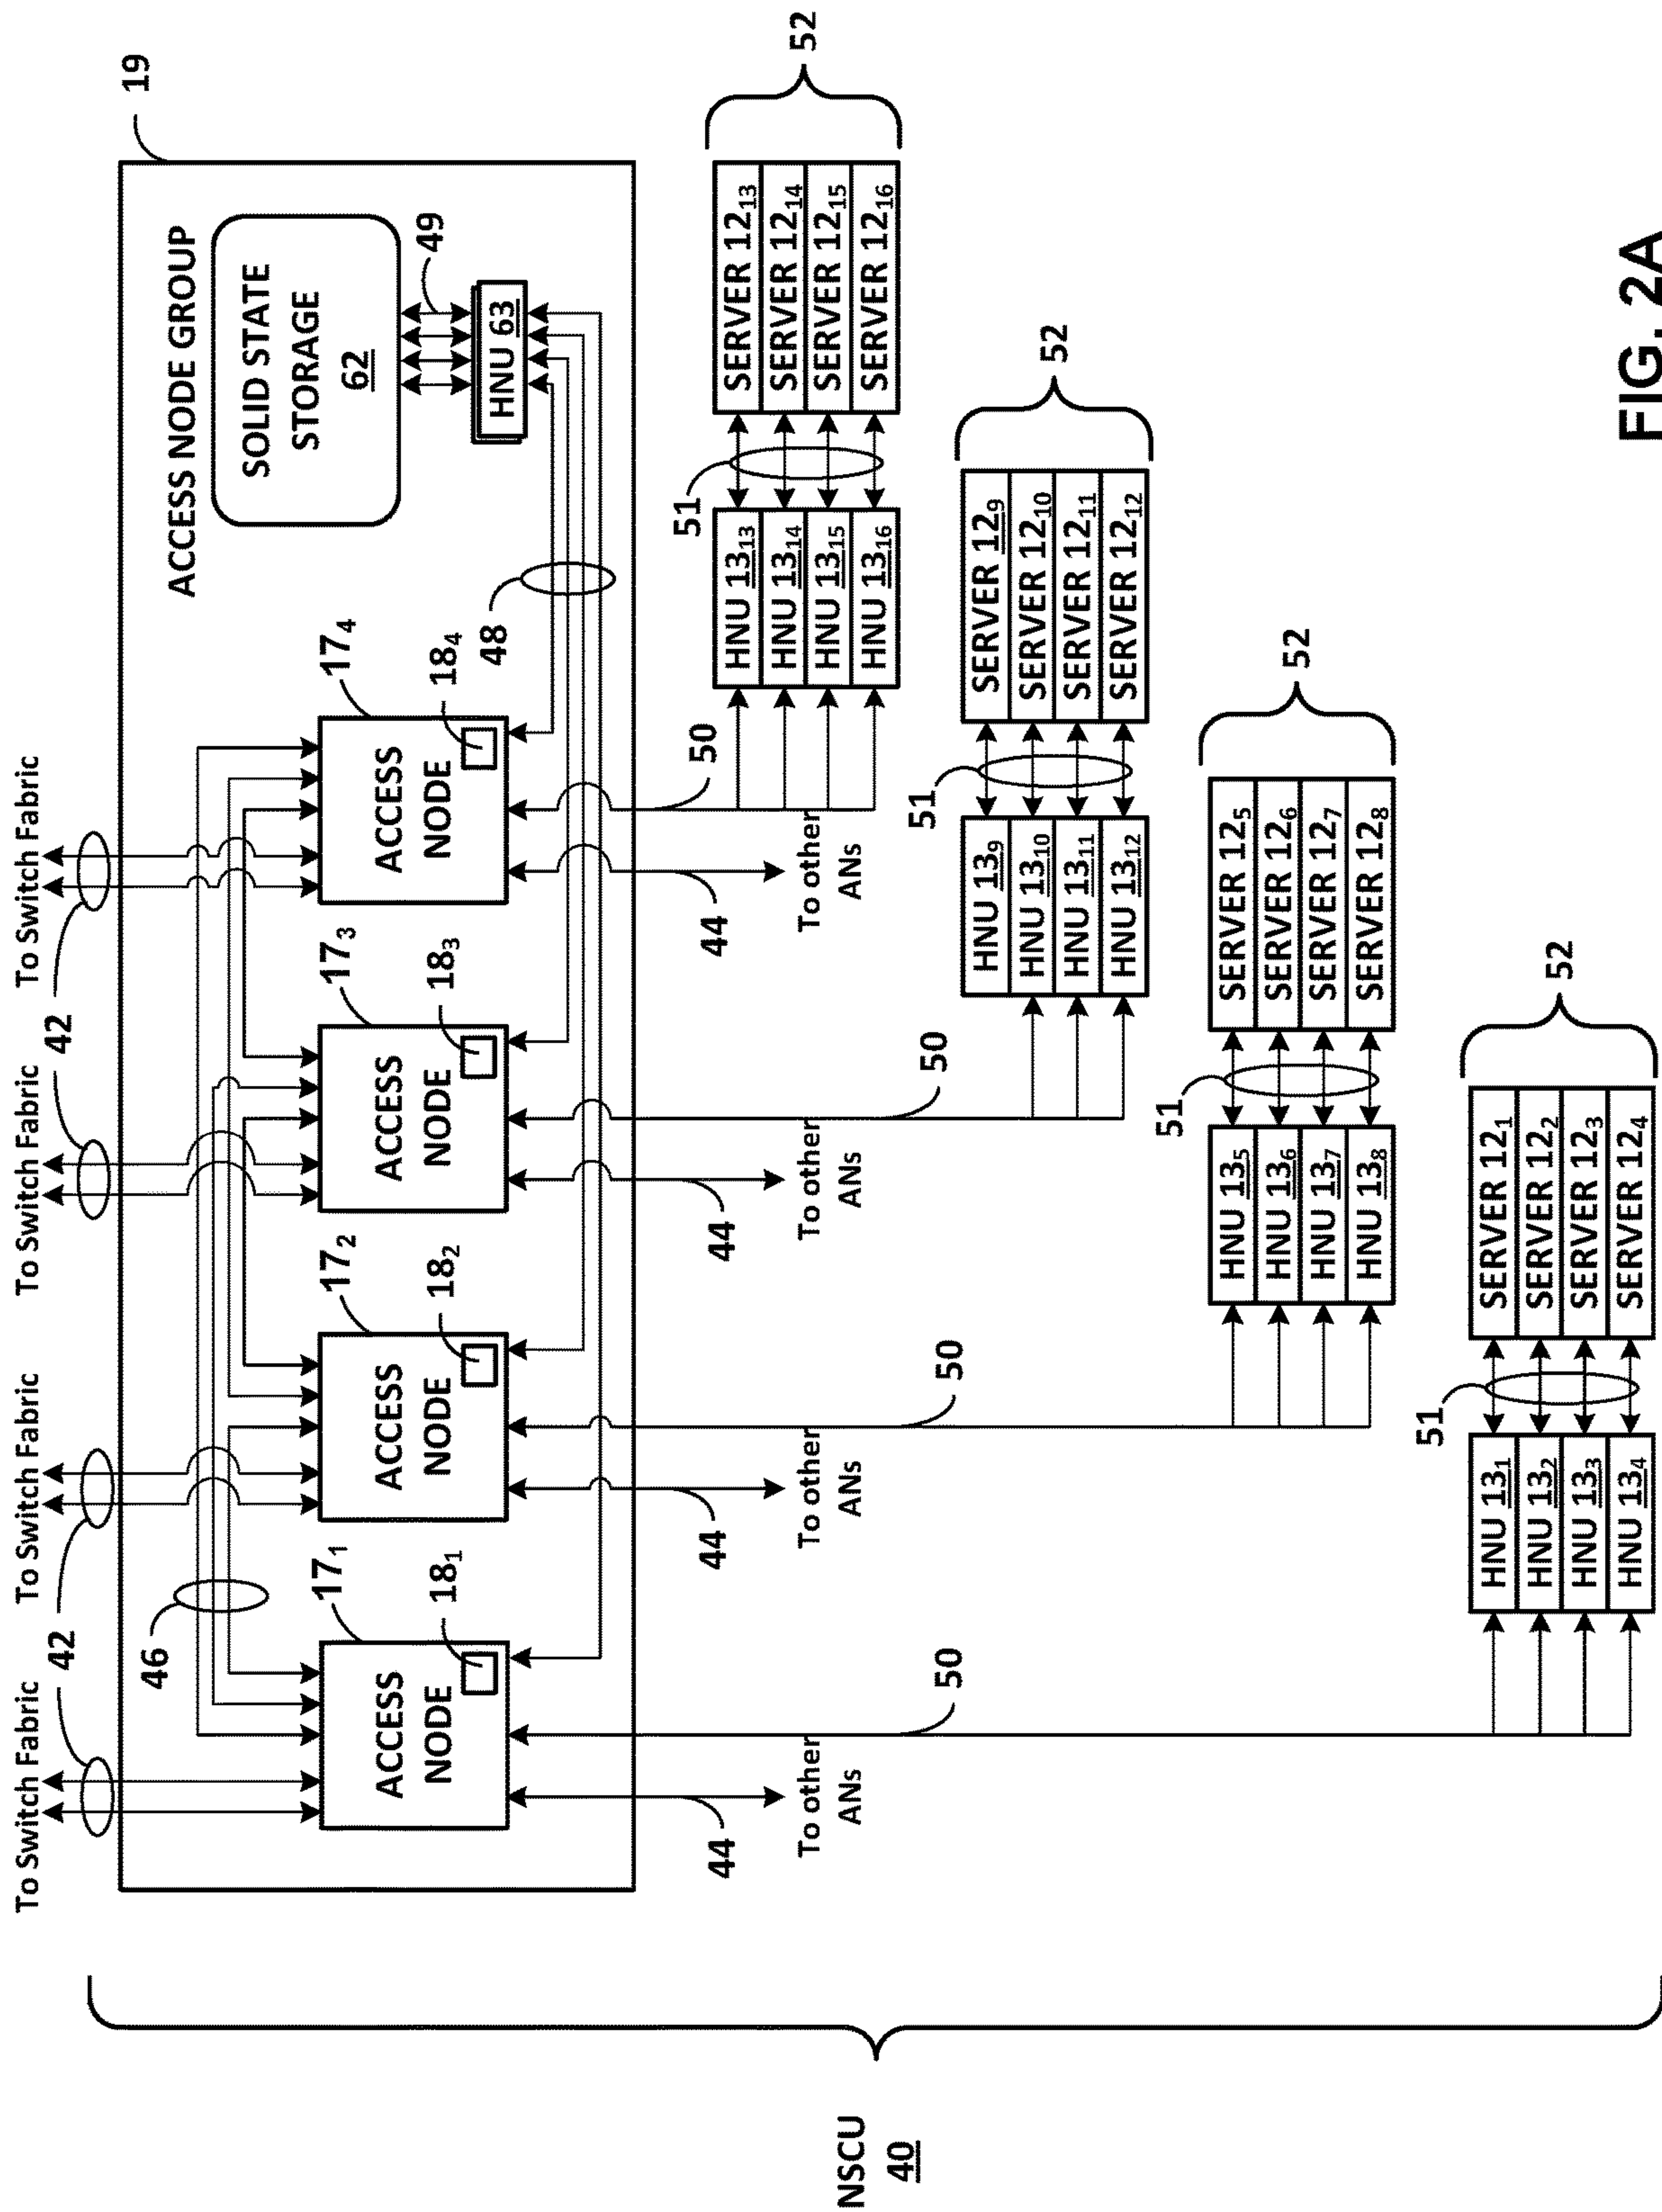 To Switch Fabric
To Switch Fabric
To Switch Fabric
To Switch Fabric
42
42
42
19
ACCESS NODE GROUP
46
SOLID STATE
STORAGE
62
49
HNU 63
17₁
17₂
17₃
17₄
ACCESS
NODE
ACCESS
NODE
ACCESS
NODE
ACCESS
NODE
18₁
18₂
18₃
18₄
48
44
44
44
44
50
To other
ANs
To other
ANs
To other
ANs
To other
ANs
51
HNU 13₁₃
HNU 13₁₄
HNU 13₁₅
HNU 13₁₆
SERVER 12₁₃
SERVER 12₁₄
SERVER 12₁₅
SERVER 12₁₆
52
50
50
50
51
HNU 13₉
HNU 13₁₀
HNU 13₁₁
HNU 13₁₂
SERVER 12₉
SERVER 12₁₀
SERVER 12₁₁
SERVER 12₁₂
52
51
HNU 13₅
HNU 13₆
HNU 13₇
HNU 13₈
SERVER 12₅
SERVER 12₆
SERVER 12₇
SERVER 12₈
52
51
HNU 13₁
HNU 13₂
HNU 13₃
HNU 13₄
SERVER 12₁
SERVER 12₂
SERVER 12₃
SERVER 12₄
52
NSCU
40
FIG. 2A